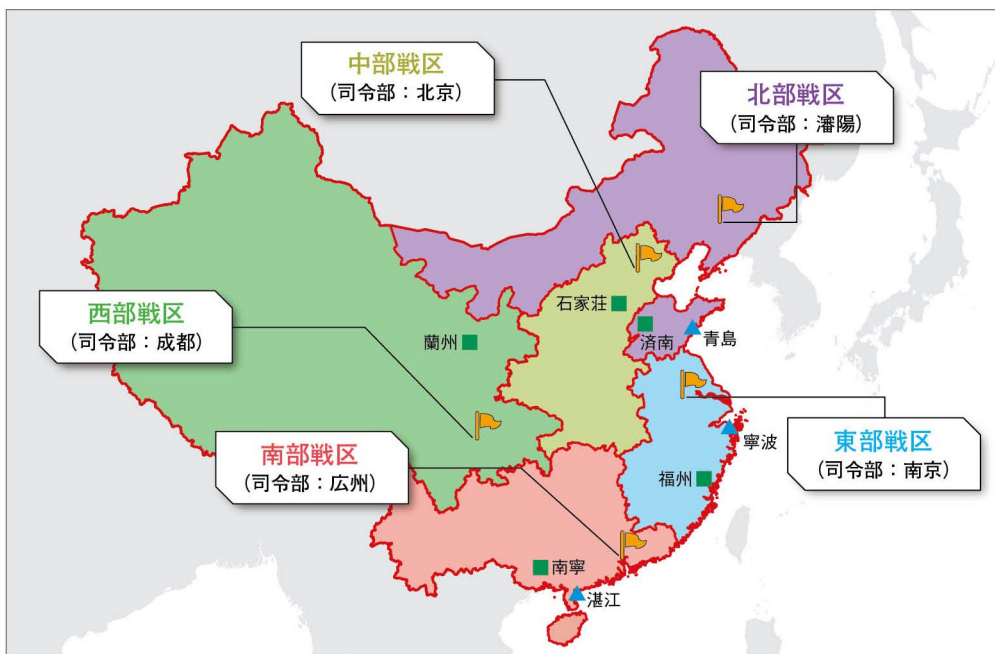 中部戦区
(司令部：北京)
北部戦区
(司令部：瀋陽)
西部戦区
(司令部：成都)
南部戦区
(司令部：広州)
東部戦区
(司令部：南京)
石家荘
済南
青島
蘭州
寧波
福州
南寧
湛江